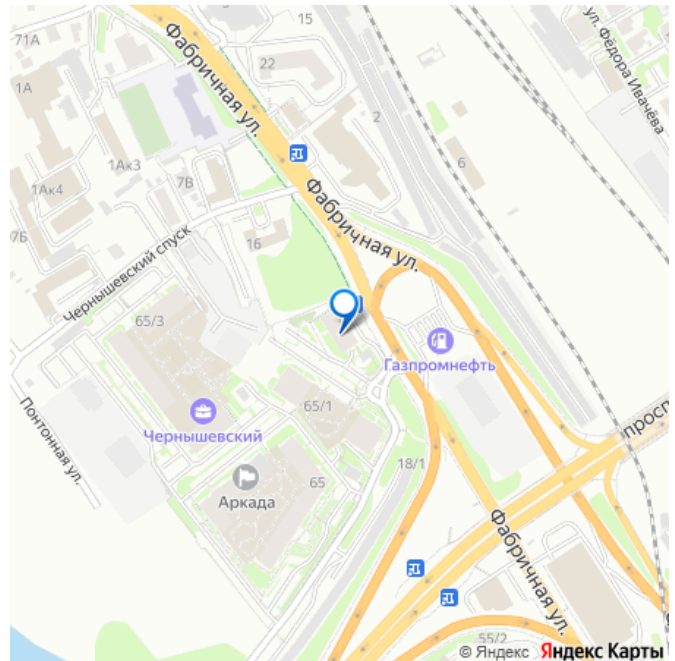 71А
15
Фабричная ул.
22
1А
2
ул. Фёдора Ивачёва
1Ак3
7В
6
1Ак4
97Б
16
Фабричная ул.
Чернышевский спуск
65/3
Газпромнефть
65/1
Чернышевский
просп
Понтонная ул.
18/1
65
Аркада
Фабричная ул.
55/2
© Яндекс Яндекс Карты